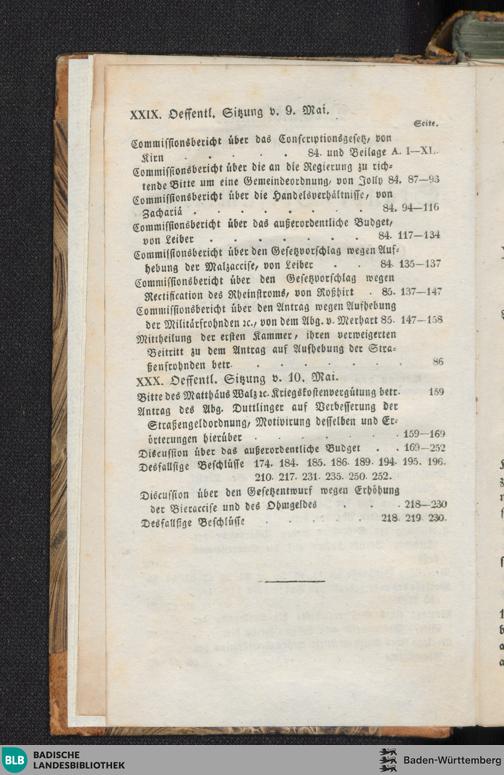 XXIX. Oeffentl. Sitzung v. 9. Mai.
Seite.
Commissionsbericht über das Conscriptionsgesetz, von
Kirn . . . . . 84. und Beilage A. I—XL.
Commissionsbericht über die an die Regierung zu rich-
tende Bitte um eine Gemeindeordnung, von Jolly 84. 87—93
Commissionsbericht über die Handelsverhältnisse, von
Zachariä . . . . . . . 84. 94—116
Commissionsbericht über das außerordentliche Budget,
von Leiber . . . . . . . 84. 117—134
Commissionsbericht über den Gesetzvorschlag wegen Auf-
hebung der Malzaccise, von Leiber . . 84. 135—137
Commissionsbericht über den Gesetzvorschlag wegen
Rectification des Rheinstroms, von Roßhirt . 85. 137—147
Commissionsbericht über den Antrag wegen Aufhebung
der Militärfrohnden ꝛc., von dem Abg. v. Merhart 85. 147—158
Mittheilung der ersten Kammer, ihren verweigerten
Beitritt zu dem Antrag auf Aufhebung der Stra-
ßenfrohnden betr. . . . . . . . 86
XXX. Oeffentl. Sitzung v. 10. Mai.
Bitte des Matthäus Walz ꝛc. Kriegskostenvergütung betr. 159
Antrag des Abg. Duttlinger auf Verbesserung der
Straßengeldordnung, Motivirung desselben und Er-
örterungen hierüber . . . . . . 159—169
Discussion über das außerordentliche Budget . . 169—252
Desfallsige Beschlüsse 174. 184. 185. 186. 189. 194. 195. 196.
210. 217. 231. 235. 250. 252.
Discussion über den Gesetzentwurf wegen Erhöhung
der Bieraccise und des Ohmgeldes . . . 218—230
Desfallsige Beschlüsse . . . . . 218. 219. 230.
BLB BADISCHE
LANDESBIBLIOTHEK
Baden-Württemberg